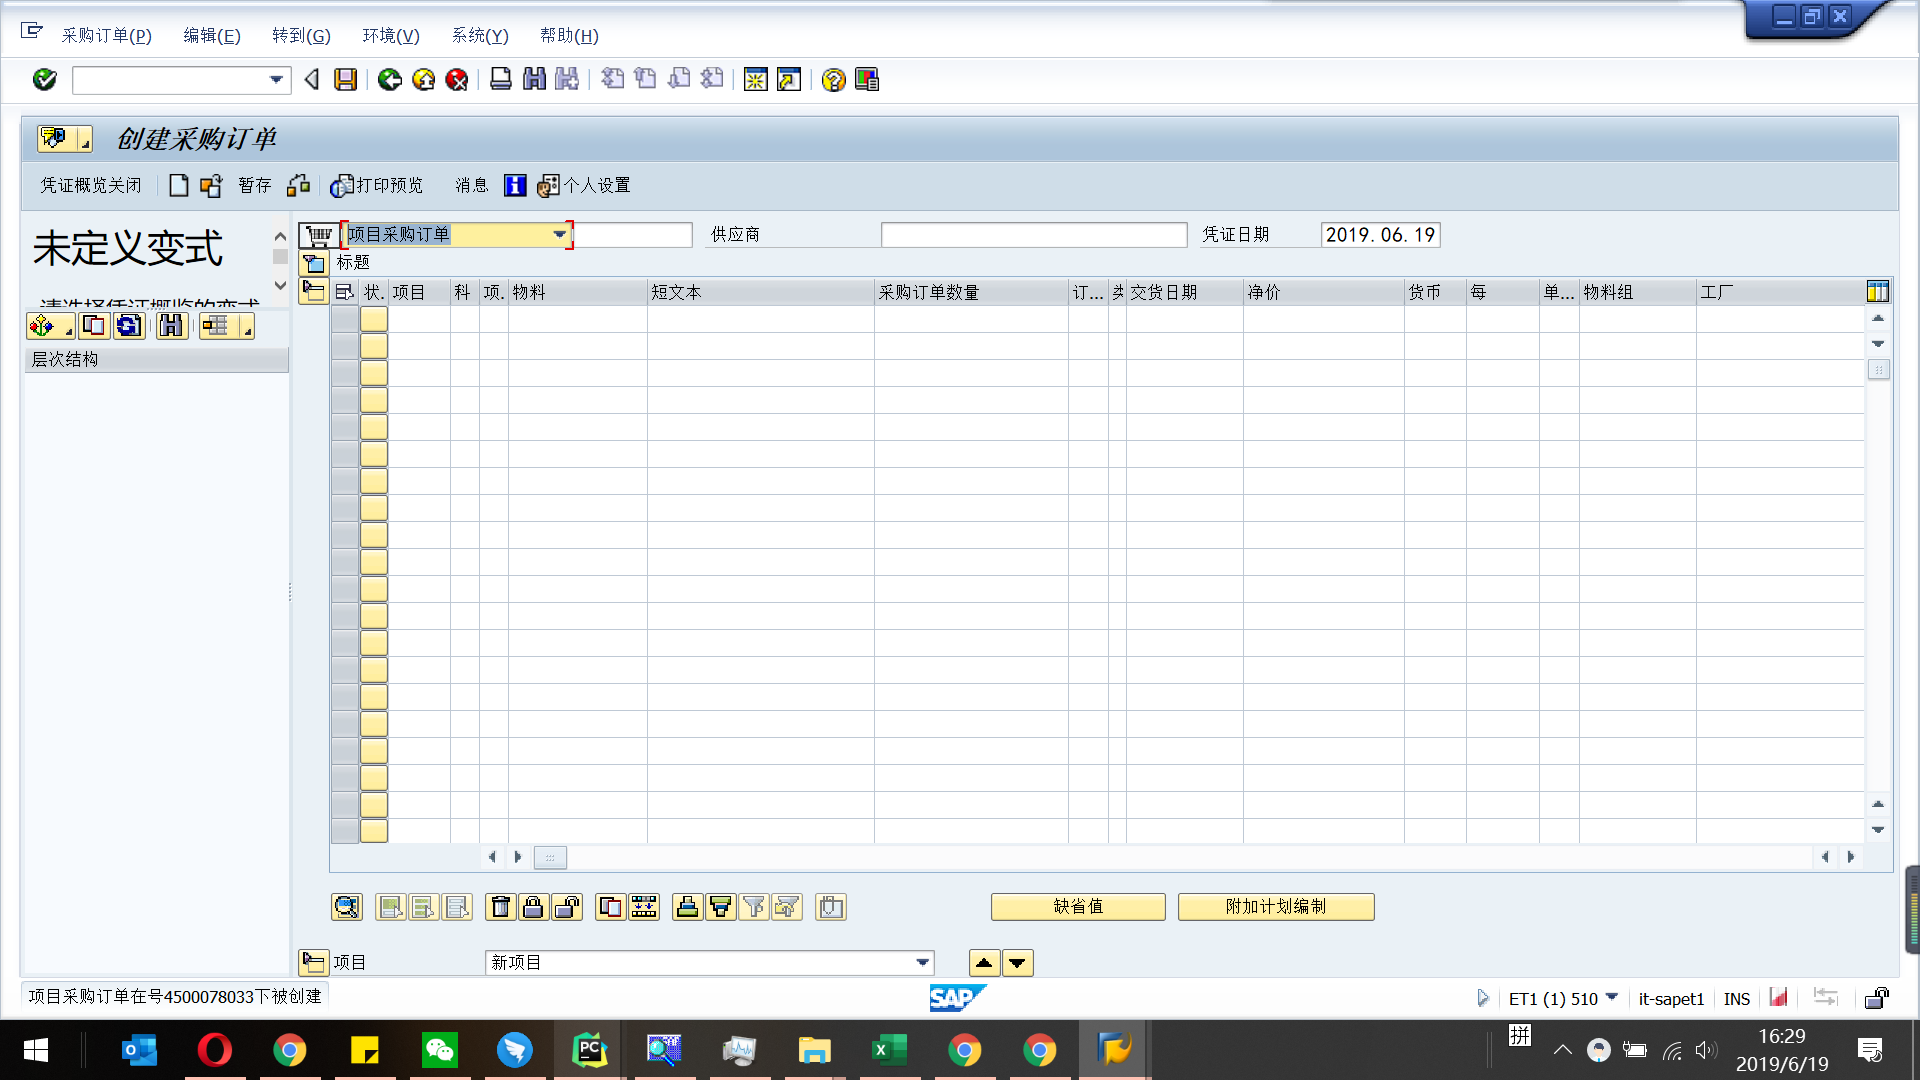 采购订单(P) 编辑(E) 转到(G) 环境(V) 系统(Y) 帮助(H)
创建采购订单
凭证概览关闭 暂存 打印预览 消息 个人设置
未定义变式
项目采购订单 供应商 凭证日期 2019.06.19
标题
状. 项目 科 项. 物料 短文本 采购订单数量 订... 交货日期 净价 货币 每 单... 物料组 工厂
层次结构
缺省值 附加计划编制
项目 新项目
项目采购订单在号4500078033下被创建 SAP ET1 (1) 510 it-sapet1 INS
拼
16:29
2019/6/19